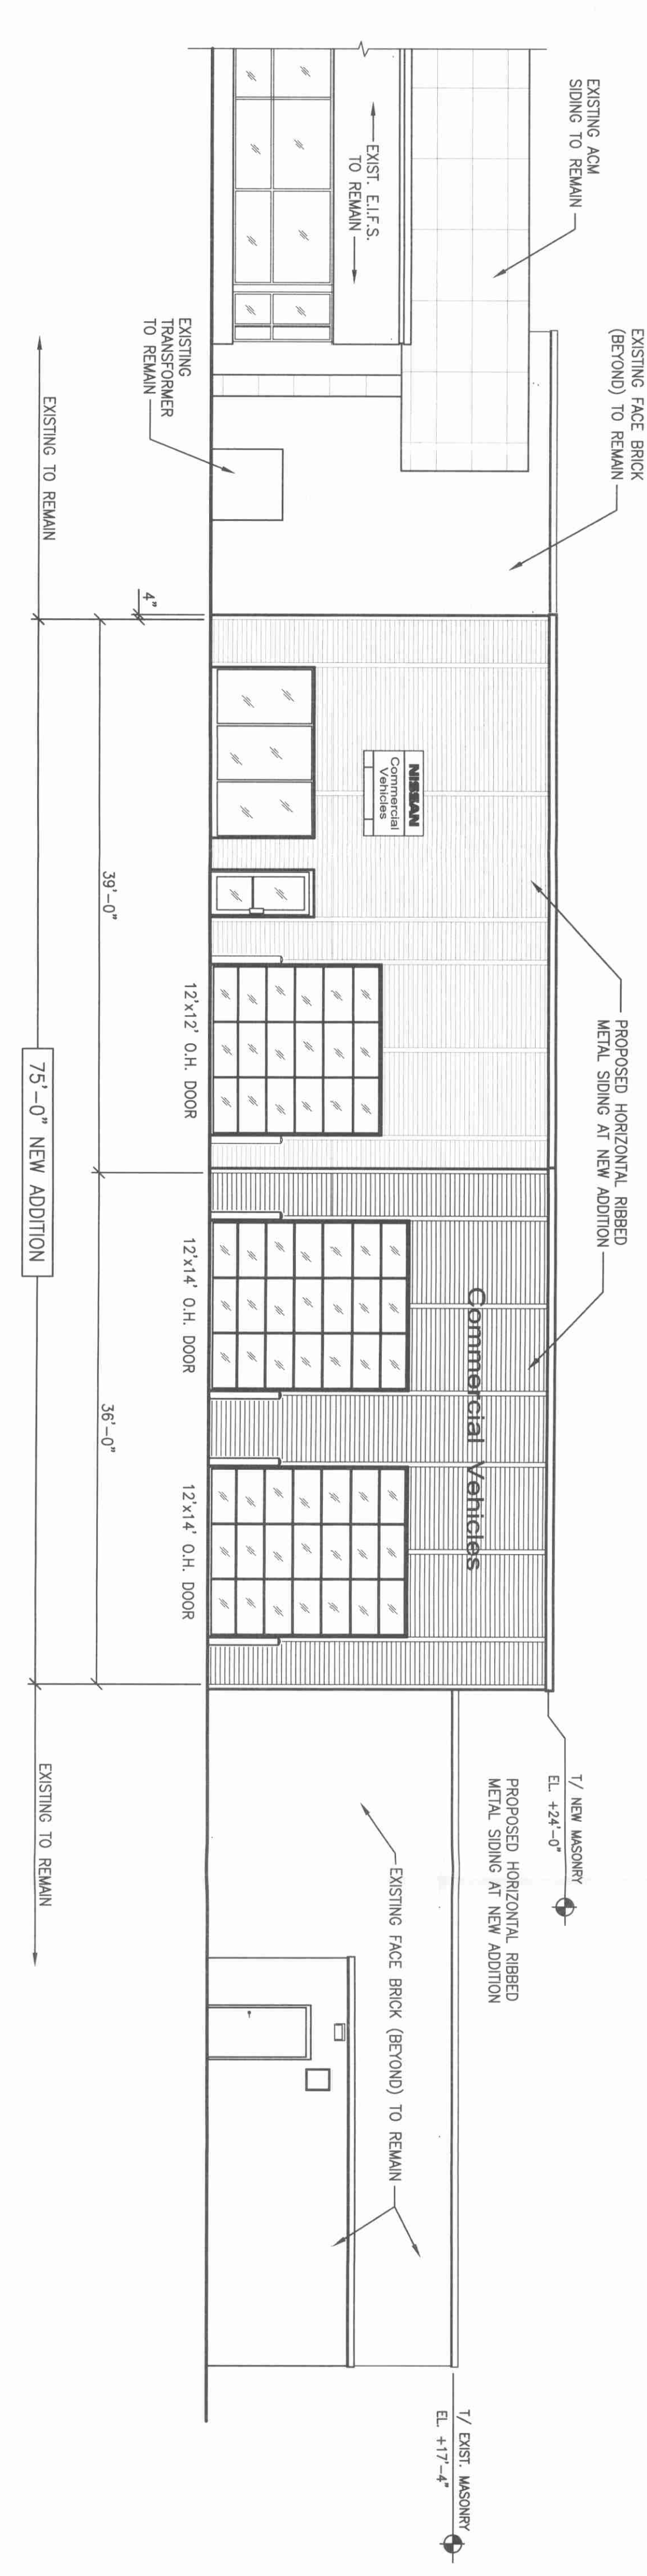 EXISTING ACM
SIDING TO REMAIN
EXISTING FACE BRICK
(BEYOND) TO REMAIN
EXIST. E.I.F.S.
TO REMAIN
EXISTING
TRANSFORMER
TO REMAIN
EXISTING TO REMAIN
4"
NISSAN
Commercial
Vehicles
PROPOSED HORIZONTAL RIBBED
METAL SIDING AT NEW ADDITION
39'-0"
12'x12' O.H. DOOR
75'-0" NEW ADDITION
Commercial Vehicles
12'x14' O.H. DOOR
36'-0"
12'x14' O.H. DOOR
T/ NEW MASONRY
EL. +24'-0"
PROPOSED HORIZONTAL RIBBED
METAL SIDING AT NEW ADDITION
EXISTING FACE BRICK (BEYOND) TO REMAIN
EXISTING TO REMAIN
T/ EXIST. MASONRY
EL. +17'-4"